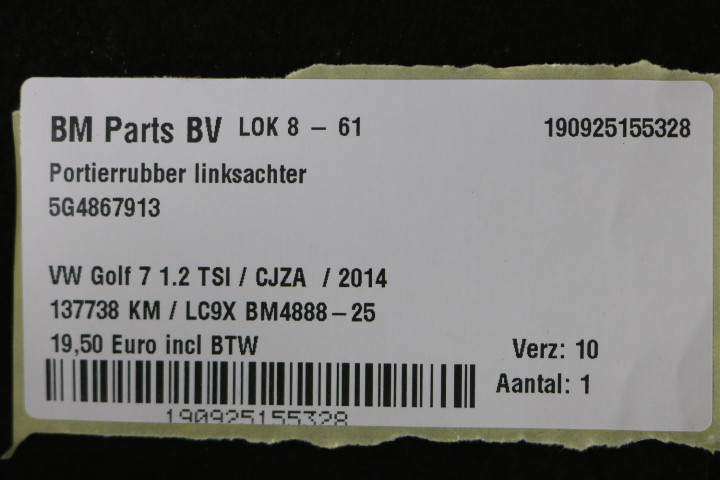 BM Parts BV LOK 8 - 61 190925155328
Portierrubber linksachter
5G4867913
VW Golf 7 1.2 TSI / CJZA / 2014
137738 KM / LC9X BM4888-25
19,50 Euro incl BTW Verz: 10
Aantal: 1
190925155328